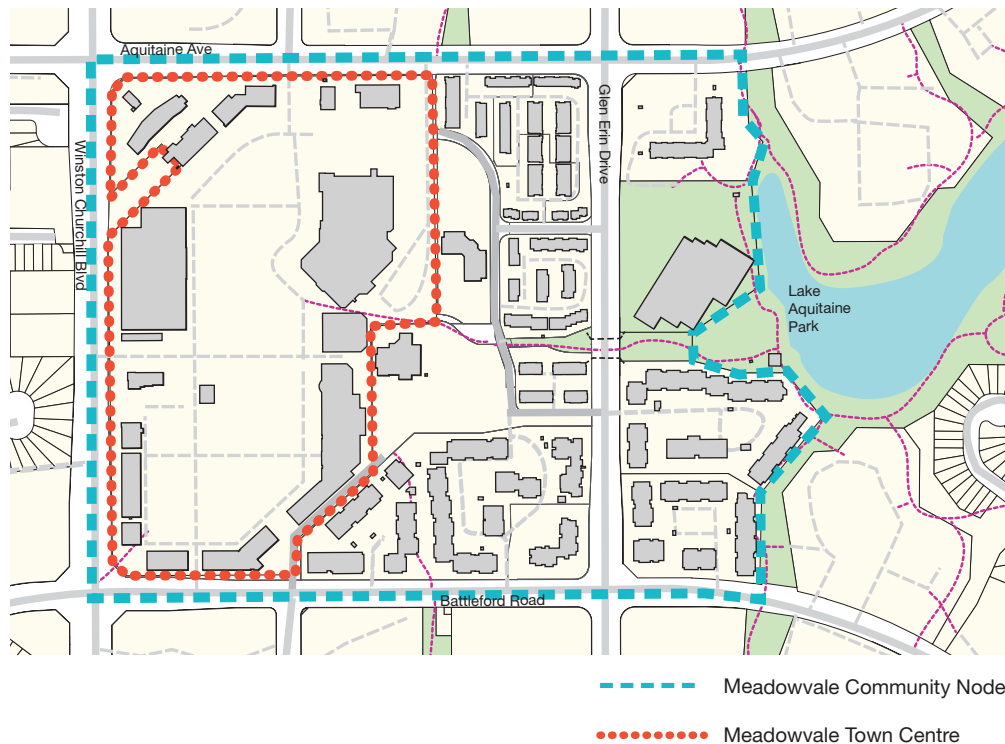 Aquitaine Ave
Glen Erin Drive
Winston Churchill Blvd
Lake
Aquitaine
Park
Battleford Road
Meadowvale Community Node
Meadowvale Town Centre